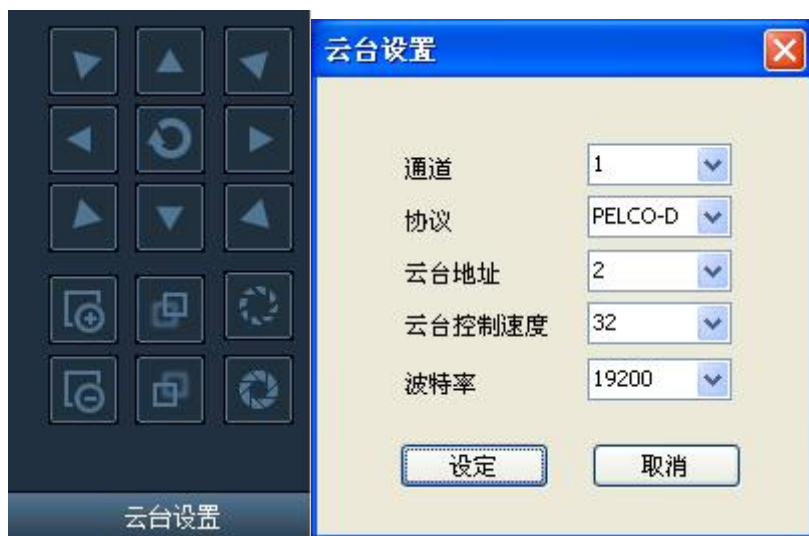 云台设置
云台设置
通道
1
协议
PELCO-D
云台地址
2
云台控制速度
32
波特率
19200
设定
取消